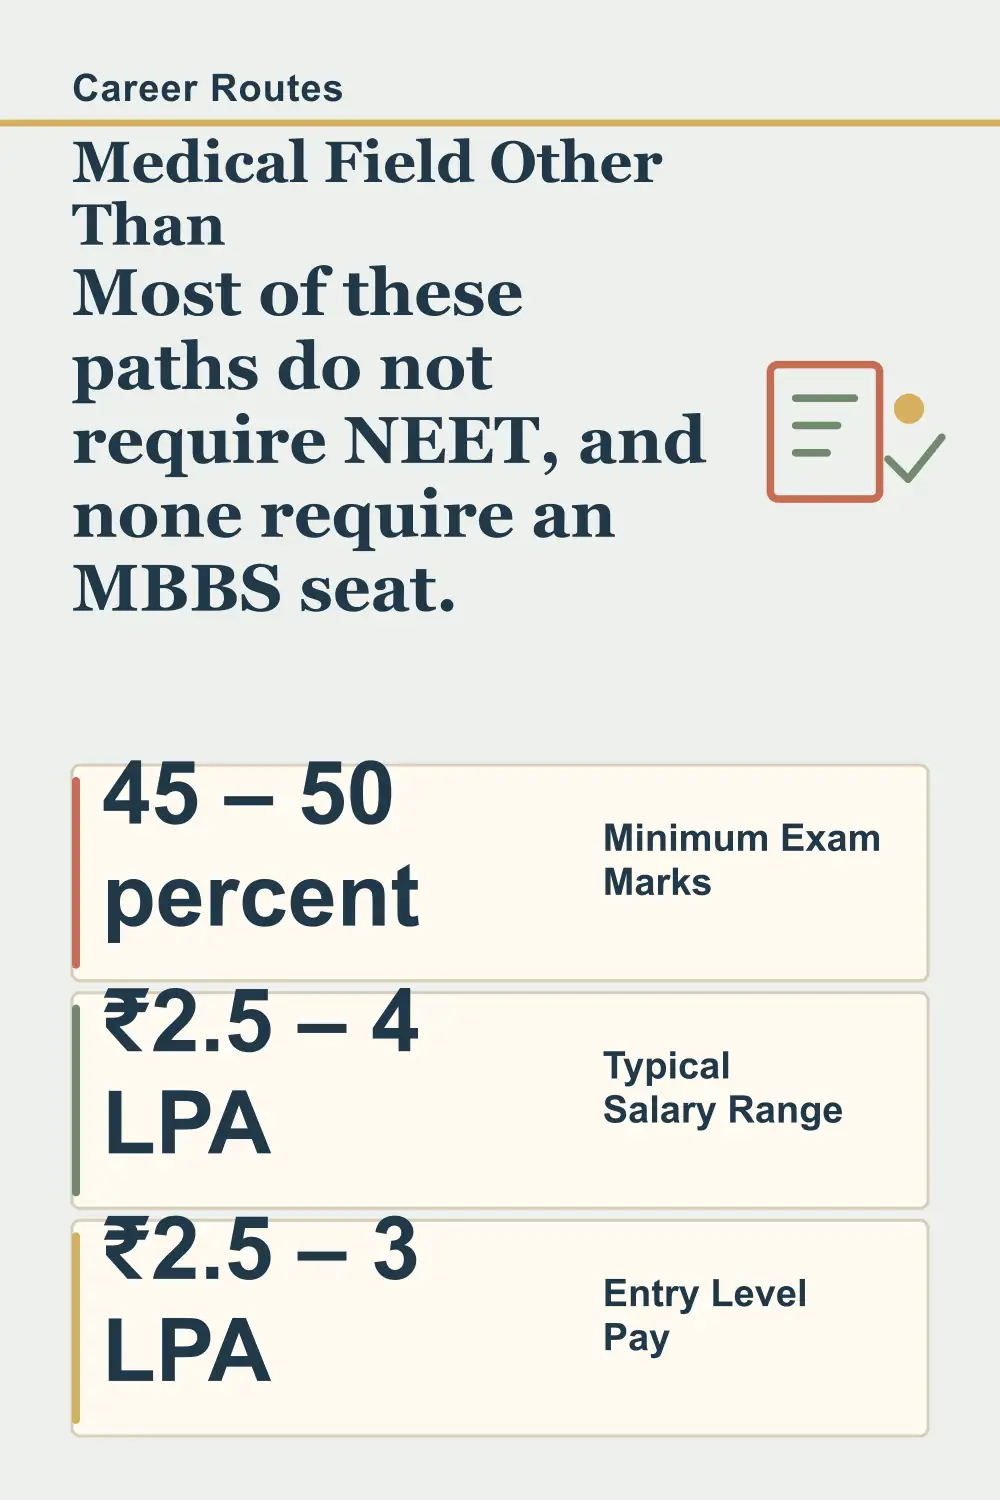 Career Routes
Medical Field Other
Than
Most of these
paths do not
require NEET, and
none require an
MBBS seat.
45 – 50
percent
Minimum Exam
Marks
₹2.5 – 4
LPA
Typical
Salary Range
₹2.5 – 3
LPA
Entry Level
Pay